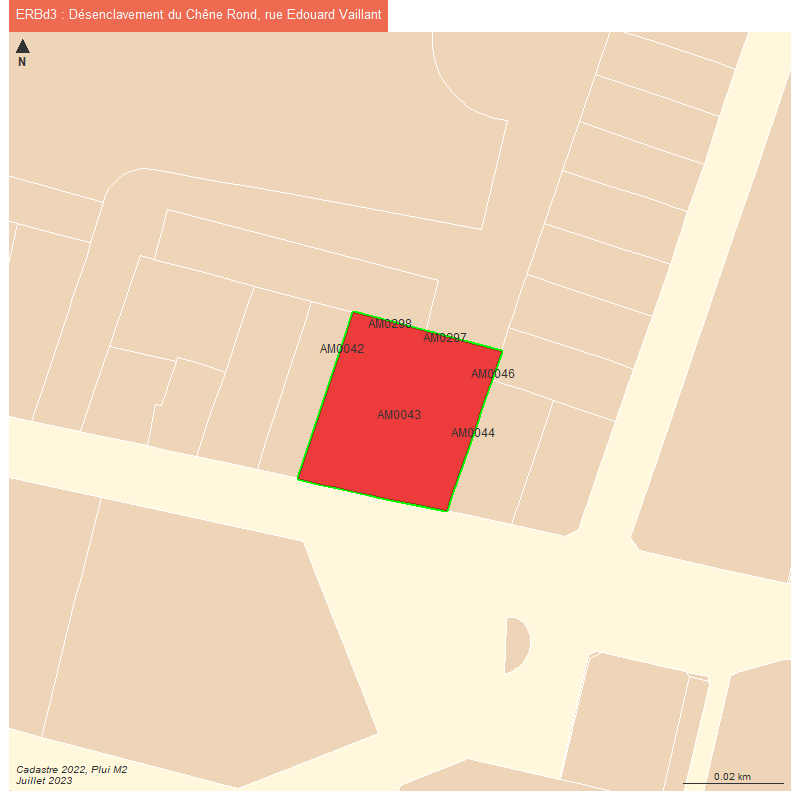 ERBd3 : Désenclavement du Chêne Rond, rue Edouard Vaillant
N
AM0298
AM0297
AM0042
AM0046
AM0043
AM0044
Cadastre 2022, Plui M2
Juillet 2023
0.02 km